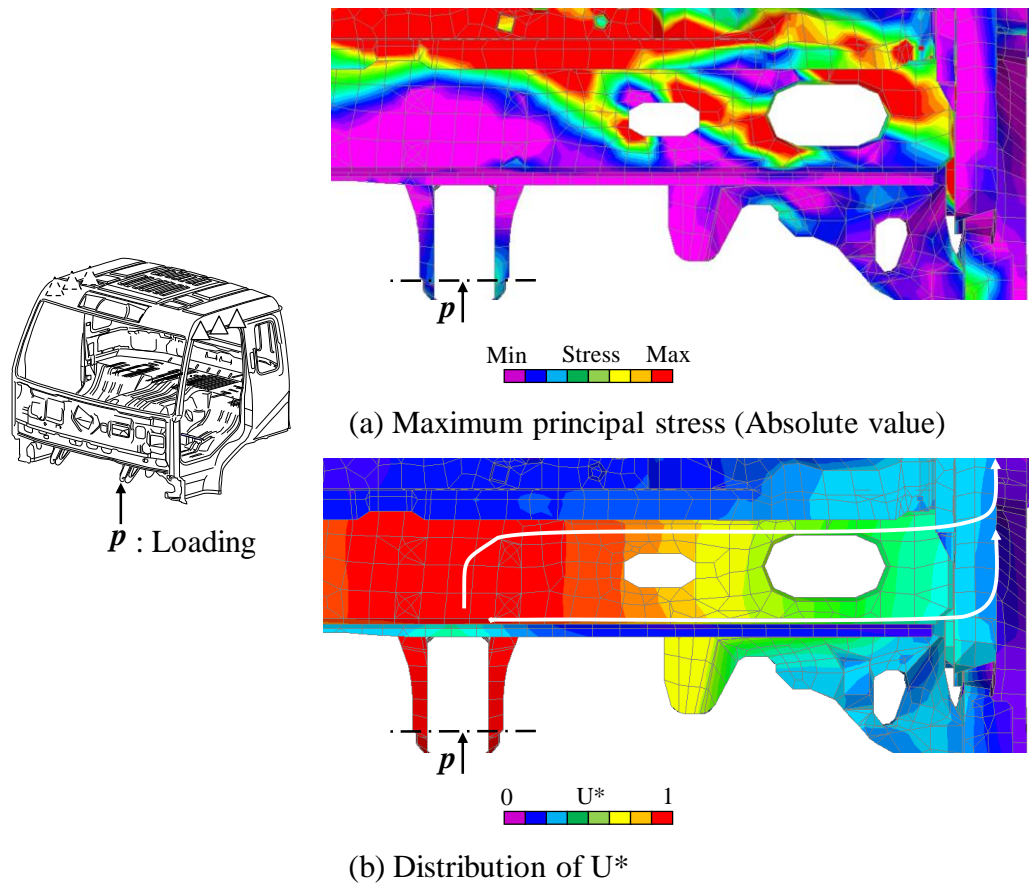 p
Min Stress Max
(a) Maximum principal stress (Absolute value)
p : Loading
p
0 U* 1
(b) Distribution of U*